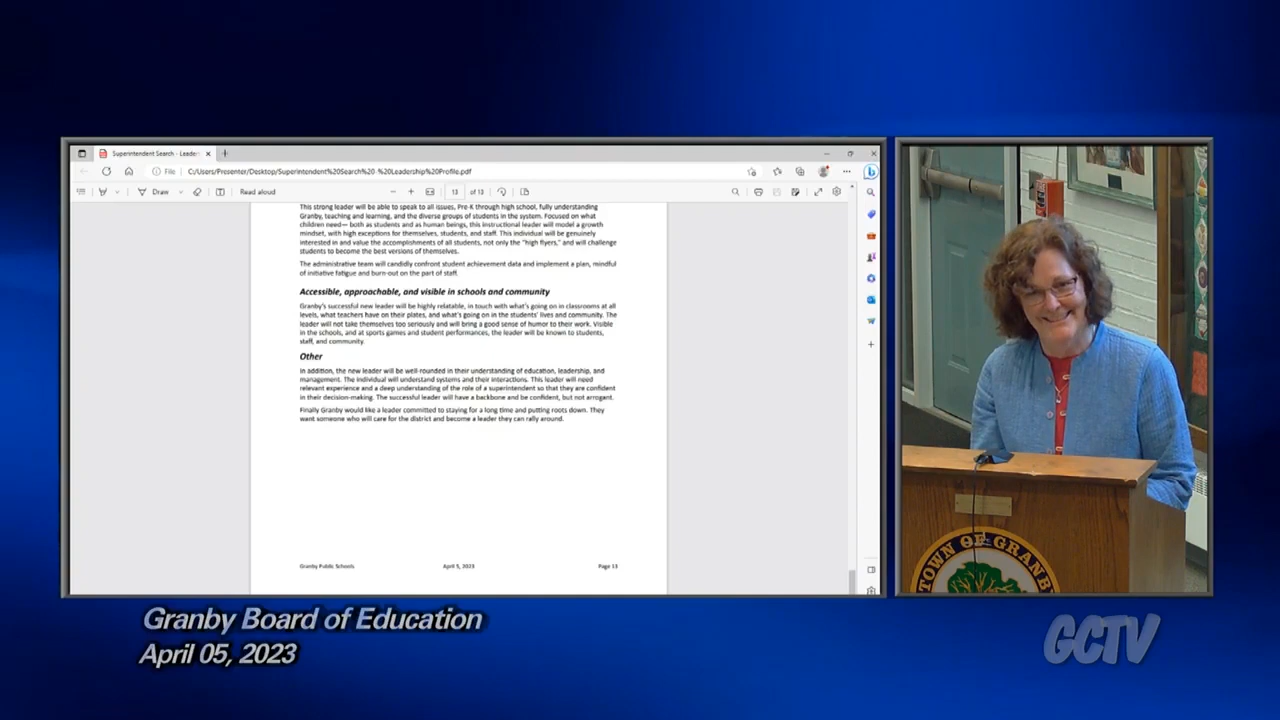 Superintendent Search - Leade
File
C:/Users/Presenter/Desktop/Superintendent%20Search%20-%20Leadership%20Profile.pdf
Draw
Read aloud
13 of 13
This strong leader will be able to speak to all issues, Pre-K through high school, fully understanding
Granby, teaching and learning, and the diverse groups of students in the system. Focused on what
children need— both as students and as human beings, this instructional leader will model a growth
mindset, with high exceptions for themselves, students, and staff. This individual will be genuinely
interested in and value the accomplishments of all students, not only the "high flyers," and will challenge
students to become the best versions of themselves.
The administrative team will candidly confront student achievement data and implement a plan, mindful
of initiative fatigue and burn-out on the part of staff.
Accessible, approachable, and visible in schools and community
Granby's successful new leader will be highly relatable, in touch with what's going on in classrooms at all
levels, what teachers have on their plates, and what's going on in the students' lives and community. The
leader will not take themselves too seriously and will bring a good sense of humor to their work. Visible
in the schools, and at sports games and student performances, the leader will be known to students,
staff, and community.
Other
In addition, the new leader will be well-rounded in their understanding of education, leadership, and
management. The individual will understand systems and their interactions. This leader will need
relevant experience and a deep understanding of the role of a superintendent so that they are confident
in their decision-making. The successful leader will have a backbone and be confident, but not arrogant.
Finally Granby would like a leader committed to staying for a long time and putting roots down. They
want someone who will care for the district and become a leader they can rally around.
Granby Public Schools
April 5, 2023
Page 13
TOWN OF GRANB
Granby Board of Education
April 05, 2023
GCTV